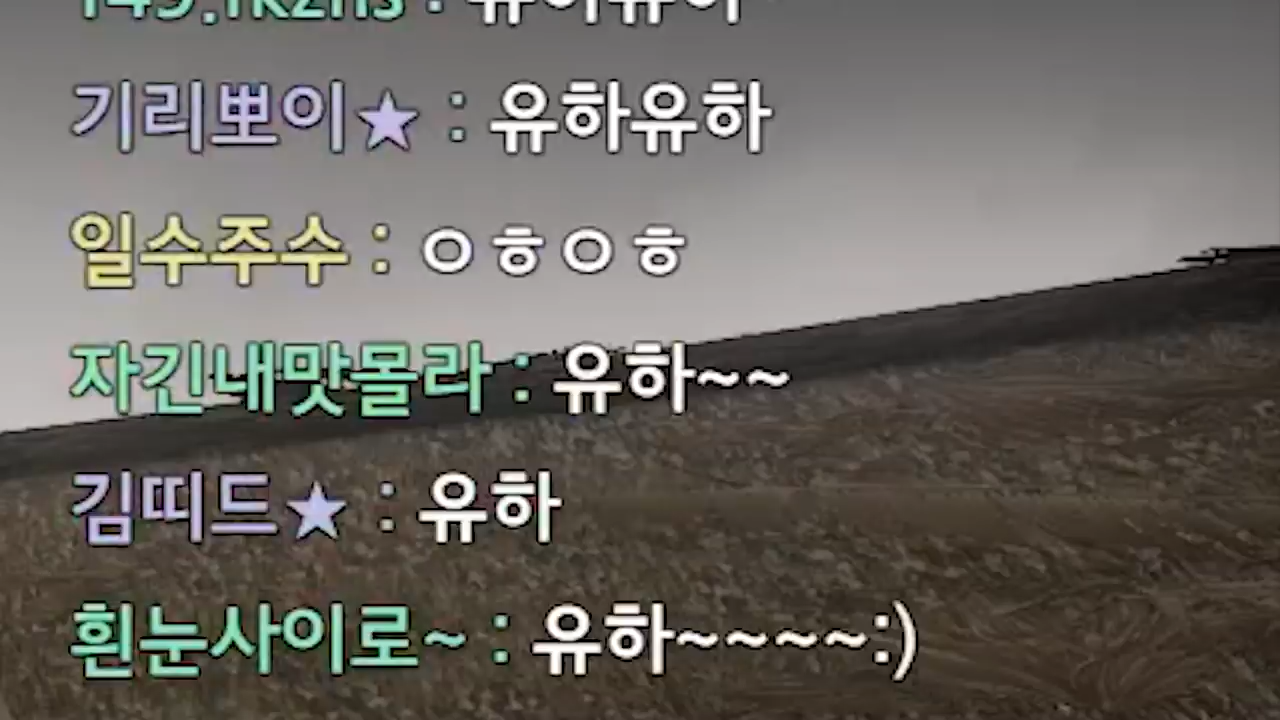 기리뽀이★ : 유하유하
일수주수 : ㅇㅎㅇㅎ
자긴내맛몰라 : 유하~~
김띠드★ : 유하
흰눈사이로~ : 유하~~~~:)